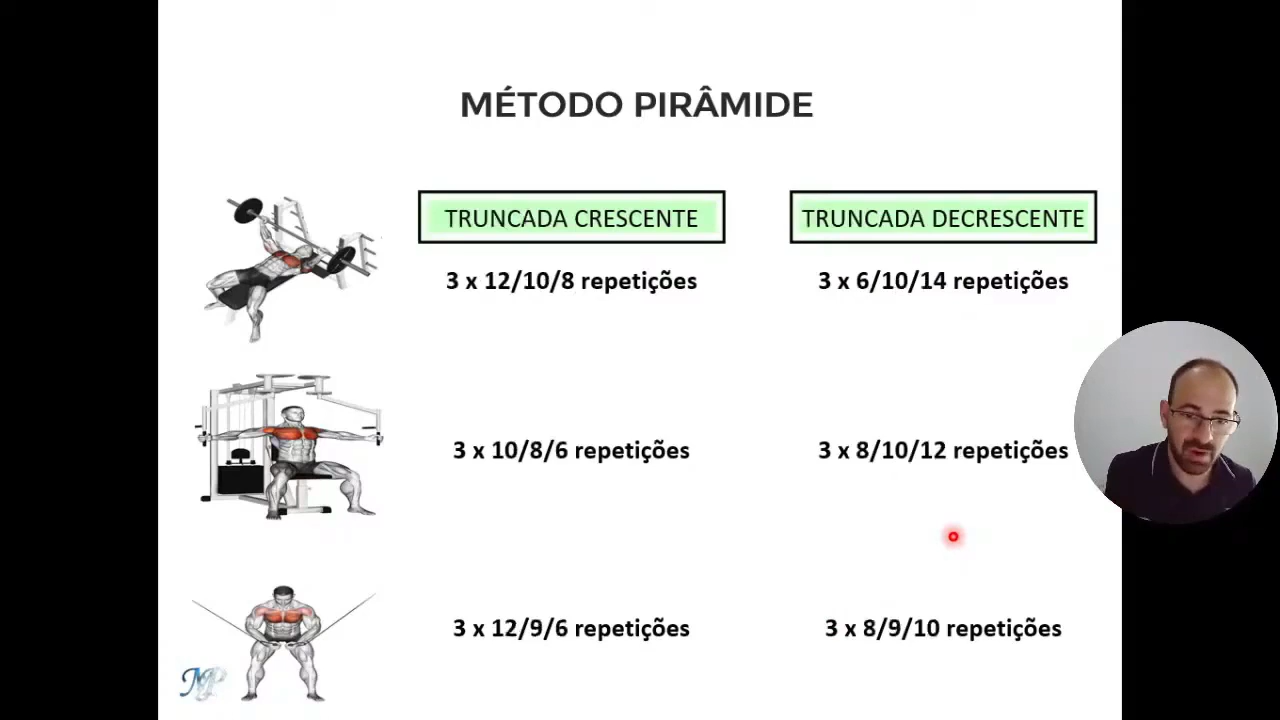 MÉTODO PIRÂMIDE
TRUNCADA CRESCENTE
TRUNCADA DECRESCENTE
3 x 12/10/8 repetições
3 x 6/10/14 repetições
3 x 10/8/6 repetições
3 x 8/10/12 repetições
3 x 12/9/6 repetições
3 x 8/9/10 repetições
MP